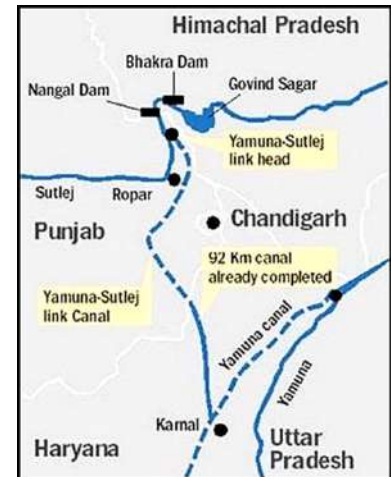 Himachal Pradesh
Bhakra Dam
Nangal Dam
Govind Sagar
Yamuna-Sutlej
link head
Sutlej
Ropar
Punjab
Chandigarh
92 Km canal
already completed
Yamuna-Sutlej
link Canal
Yamuna canal
Yamuna
Karnal
Haryana
Uttar
Pradesh